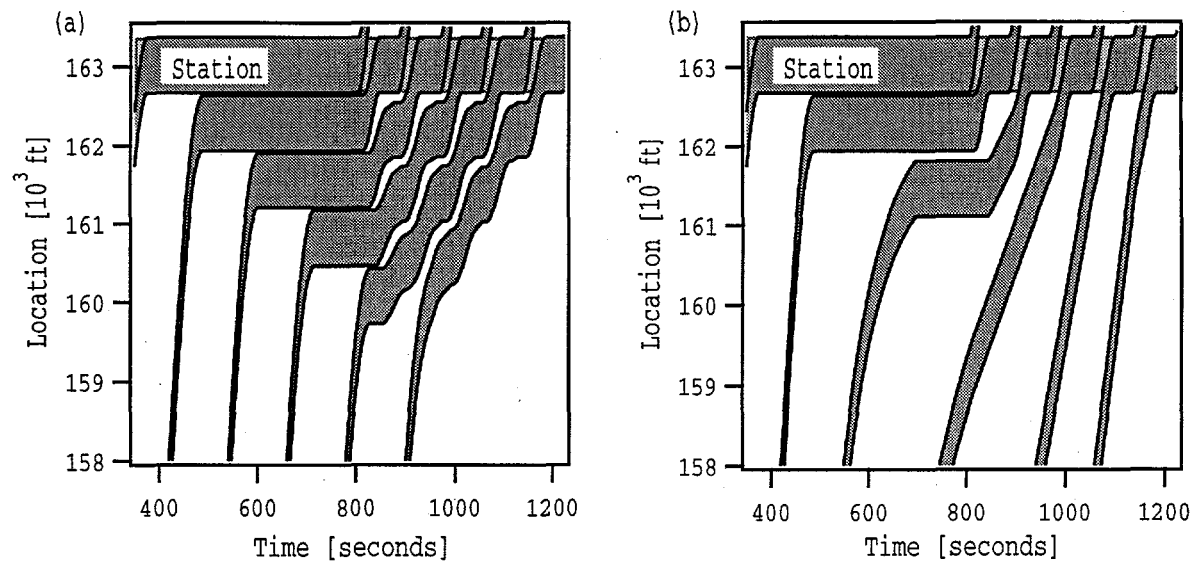 (a)
Station
163
162
161
160
159
158
Location [10³ ft]
400 600 800 1000 1200
Time [seconds]
(b)
Station
163
162
161
160
159
158
Location [10³ ft]
400 600 800 1000 1200
Time [seconds]